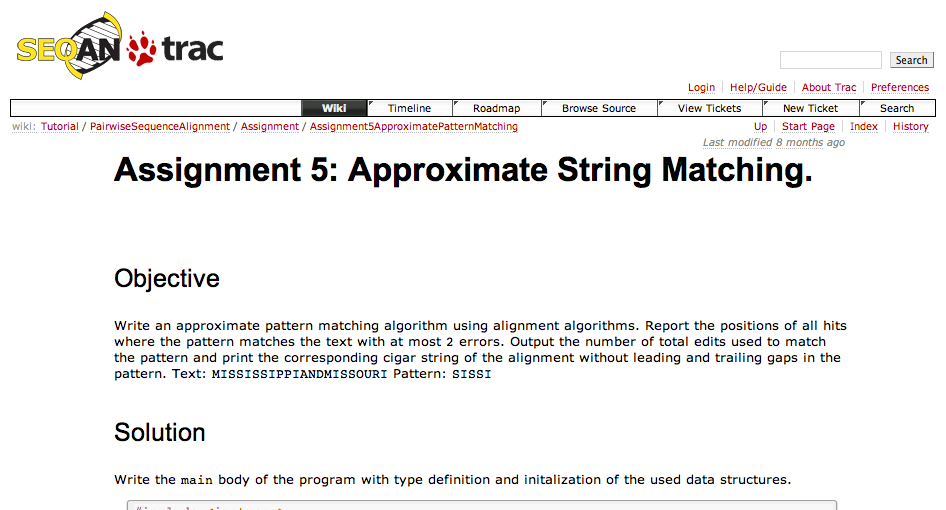 SEQAN trac
Search
Login Help/Guide About Trac Preferences
Wiki Timeline Roadmap Browse Source View Tickets New Ticket Search
wiki: Tutorial / PairwiseSequenceAlignment / Assignment / Assignment5ApproximatePatternMatching Up Start Page Index History
Last modified 8 months ago
Assignment 5: Approximate String Matching.
Objective
Write an approximate pattern matching algorithm using alignment algorithms. Report the positions of all hits
where the pattern matches the text with at most 2 errors. Output the number of total edits used to match
the pattern and print the corresponding cigar string of the alignment without leading and trailing gaps in the
pattern. Text: MISSISSIPPIANDMISSOURI Pattern: SISSI
Solution
Write the main body of the program with type definition and initalization of the used data structures.